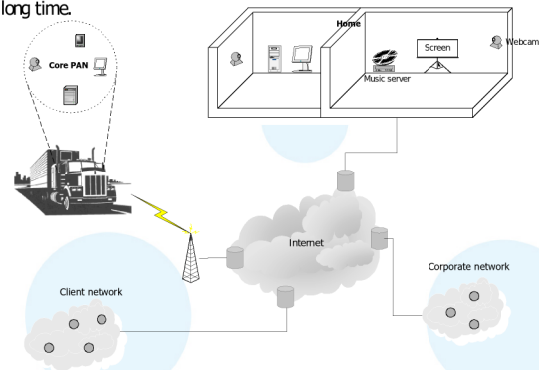 long time.
Home
Core PAN
Screen
Webcam
Music server
Internet
Corporate network
Client network